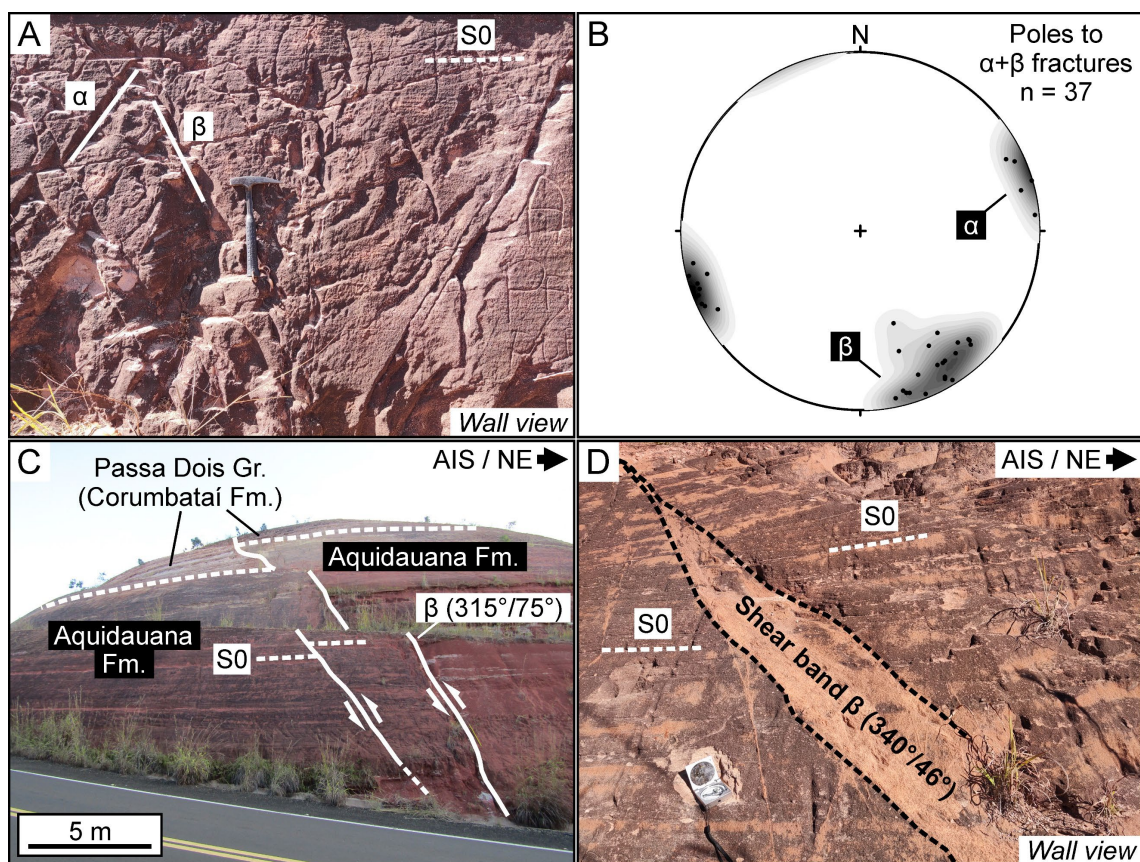 A
S0
α
β
Wall view
B
N
Poles to
α+β fractures
n = 37
α
β
C
Passa Dois Gr.
(Corumbataí Fm.)
AIS / NE
Aquidauana Fm.
β (315°/75°)
Aquidauana
Fm.
S0
5 m
D
AIS / NE
S0
S0
Shear band β (340°/46°)
Wall view